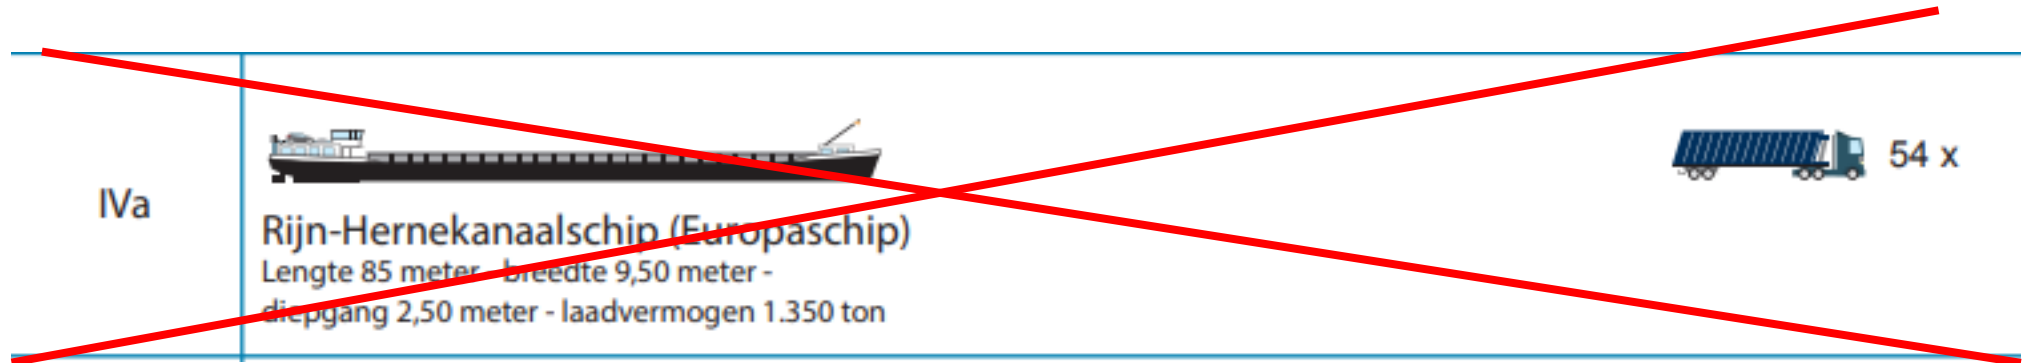 IVa
Rijn-Hernekanaalschip (Europaschip)
Lengte 85 meter - breedte 9,50 meter -
diepgang 2,50 meter - laadvermogen 1.350 ton
54 x